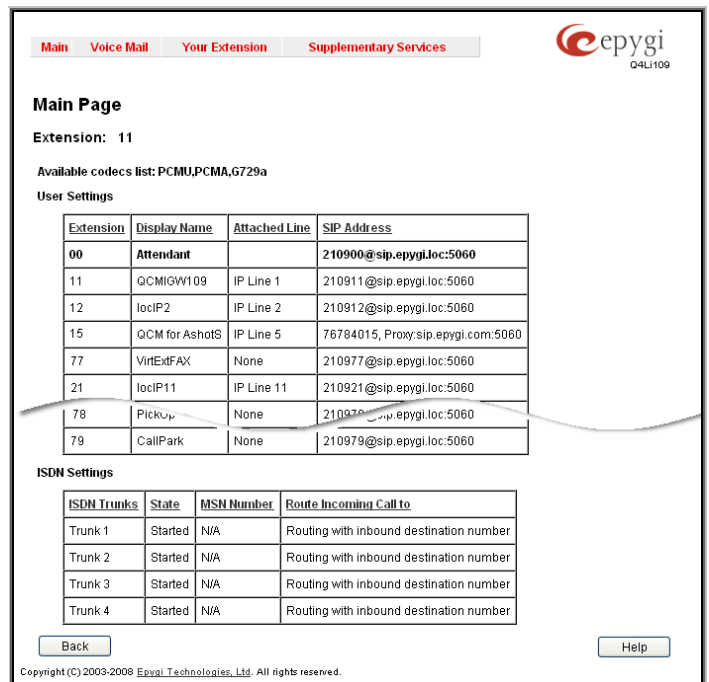 Main Voice Mail Your Extension Supplementary Services
epygi
Q4Li109
Main Page
Extension: 11
Available codecs list: PCMU,PCMA,G729a
User Settings
Extension Display Name Attached Line SIP Address
00 Attendant 210900@sip.epygi.loc:5060
11 QCMIGW109 IP Line 1 210911@sip.epygi.loc:5060
12 locIP2 IP Line 2 210912@sip.epygi.loc:5060
15 QCM for AshotS IP Line 5 76784015, Proxy:sip.epygi.com:5060
77 VirtExtFAX None 210977@sip.epygi.loc:5060
21 locIP11 IP Line 11 210921@sip.epygi.loc:5060
78 PickUp None
79 CallPark None 210979@sip.epygi.loc:5060
ISDN Settings
ISDN Trunks State MSN Number Route Incoming Call to
Trunk 1 Started N/A Routing with inbound destination number
Trunk 2 Started N/A Routing with inbound destination number
Trunk 3 Started N/A Routing with inbound destination number
Trunk 4 Started N/A Routing with inbound destination number
Back Help
Copyright (C) 2003-2008 Epygi Technologies, Ltd. All rights reserved.